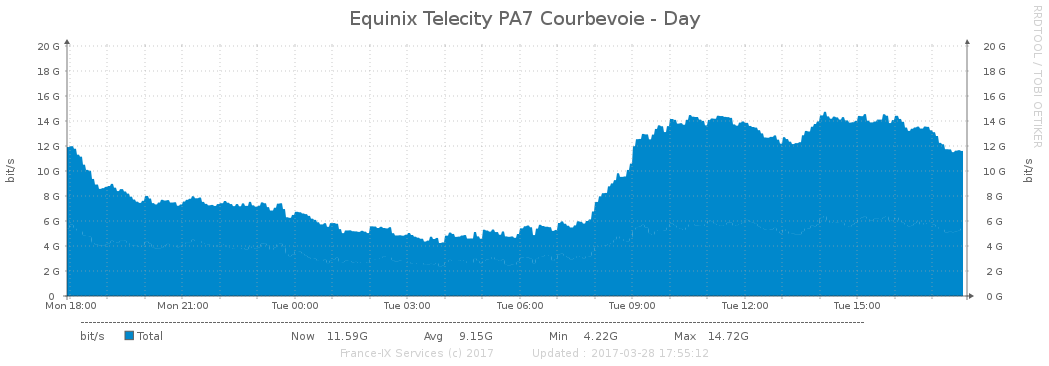 Equinix Telecity PA7 Courbevoie - Day
RRDTOOL / TOBI OETIKER
bit/s
20 G
18 G
16 G
14 G
12 G
10 G
8 G
6 G
4 G
2 G
0
20 G
18 G
16 G
14 G
12 G
10 G
8 G
6 G
4 G
2 G
0 G
bit/s
Mon 18:00 Mon 21:00 Tue 00:00 Tue 03:00 Tue 06:00 Tue 09:00 Tue 12:00 Tue 15:00
bit/s Total Now 11.59G Avg 9.15G Min 4.22G Max 14.72G
France-IX Services (c) 2017 Updated : 2017-03-28 17:55:12